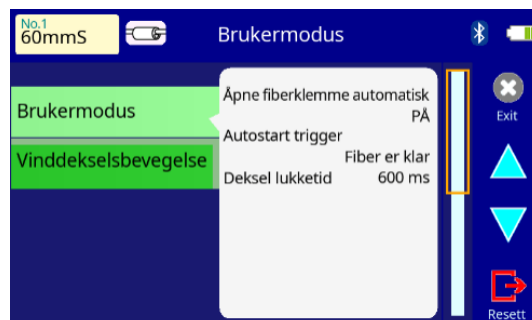 No.1
60mmS
Brukermodus
Exit
Brukermodus
Vinddekselsbevegelse
Åpne fiberklemme automatisk
PÅ
Autostart trigger
Fiber er klar
Deksel lukketid 600 ms
Resett